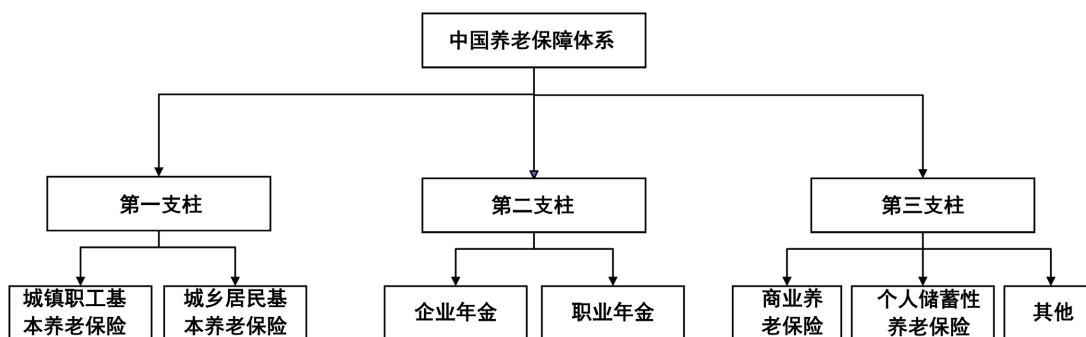 中国养老保障体系
第一支柱
第二支柱
第三支柱
城镇职工基
本养老保险
城乡居民基
本养老保险
企业年金
职业年金
商业养
老保险
个人储蓄性
养老保险
其他